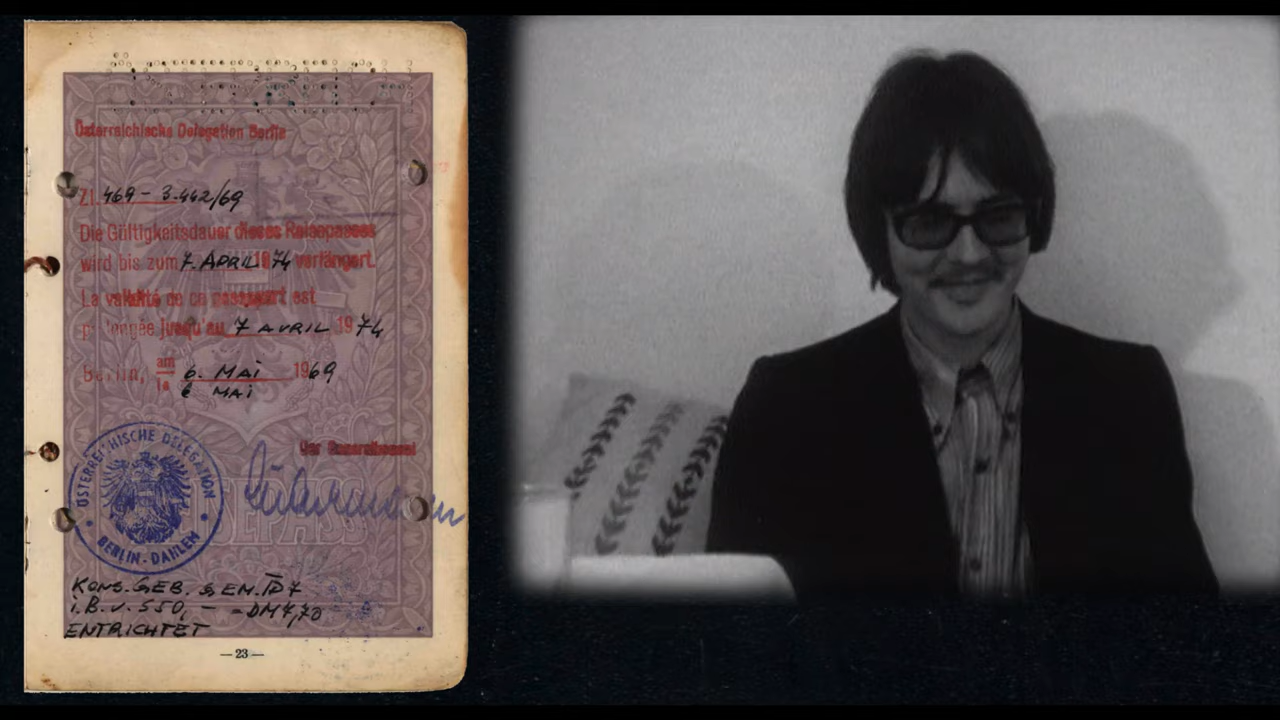 Österreichische Delegation Berlin
Zl. 469 - 3.442/69
Die Gültigkeitsdauer dieses Reisepasses
wird bis zum 7. APRIL 1974 verlängert.
La validité de ce passeport est
prolongée jusqu'au 7 AVRIL 1974
Berlin, am 6. MAI 1969
le 6 MAI
Der Generalkonsul
ÖSTERREICHISCHE DELEGATION
• BERLIN-DAHLEM •
KONS. GEB. GEM. TP 7
i.B.v. S50,- -DM 7,70
ENTRICHTET
— 23 —